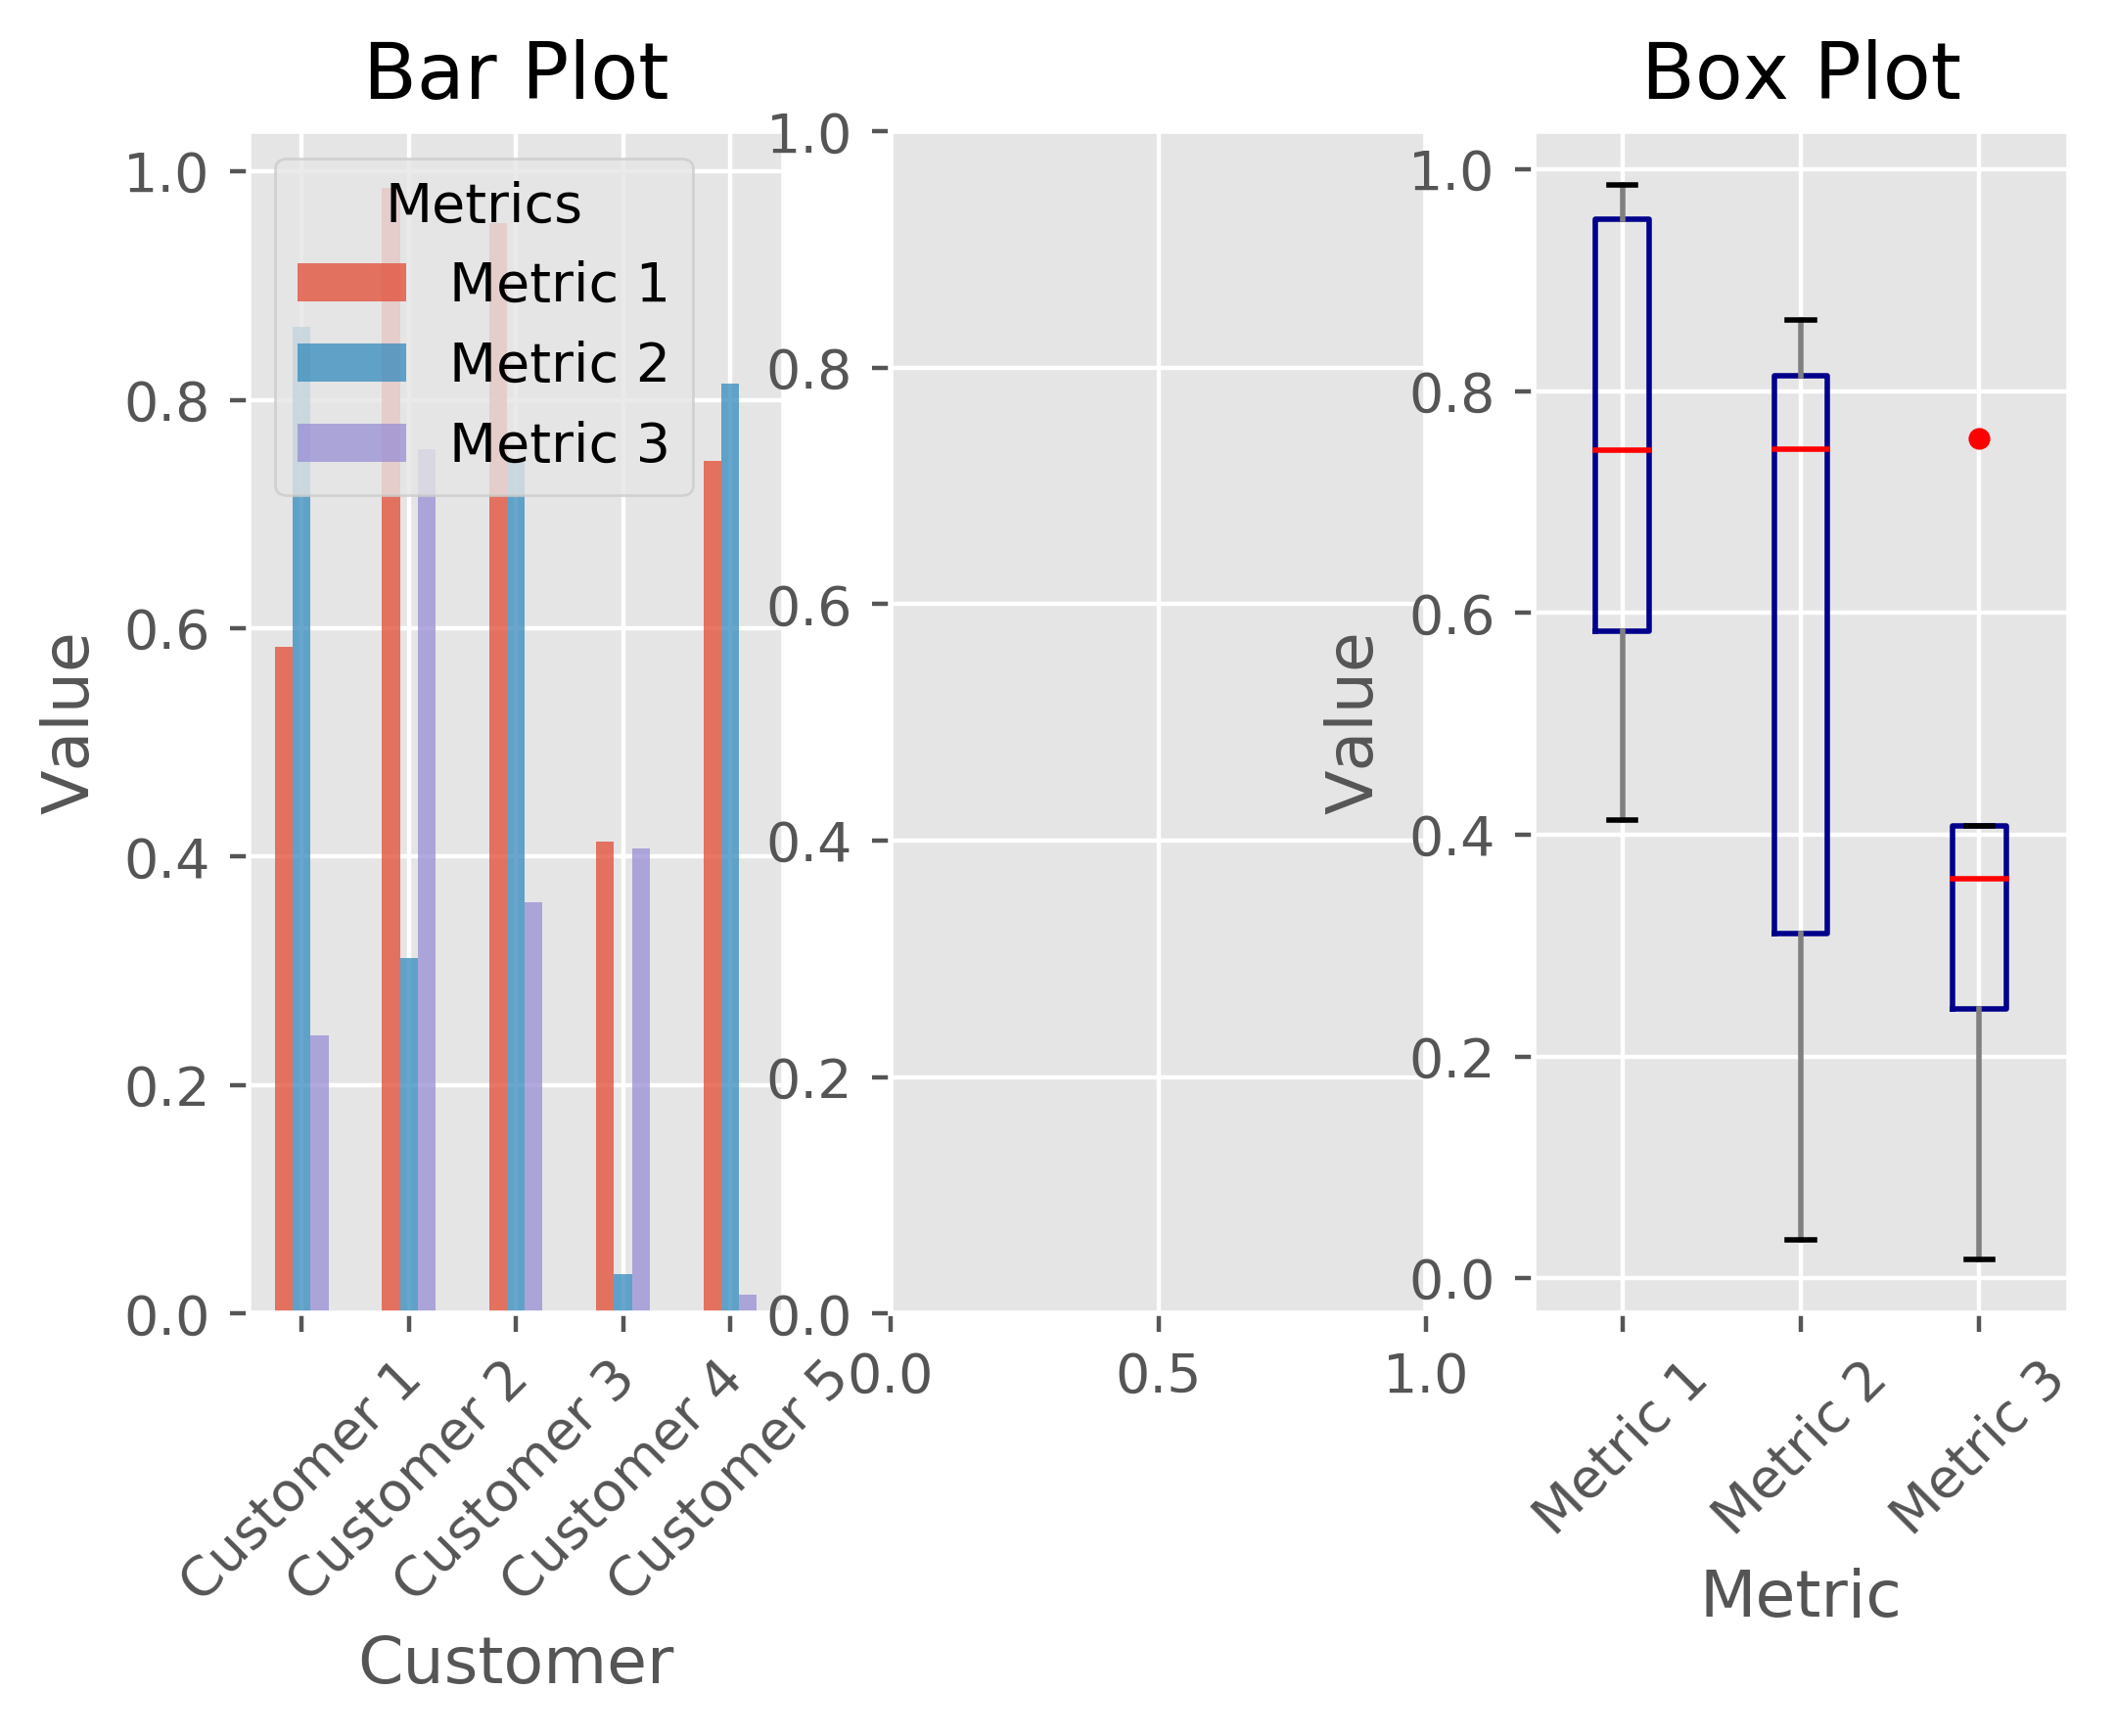 Bar Plot
1.0
0.8
0.6
0.4
0.2
0.0
Value
Metrics
Metric 1
Metric 2
Metric 3
Customer 1
Customer 2
Customer 3
Customer 4
Customer 5
Customer
1.0
0.8
0.6
0.4
0.2
0.0
0.0
0.5
1.0
Box Plot
Value
1.0
0.8
0.6
0.4
0.2
0.0
Metric 1
Metric 2
Metric 3
Metric